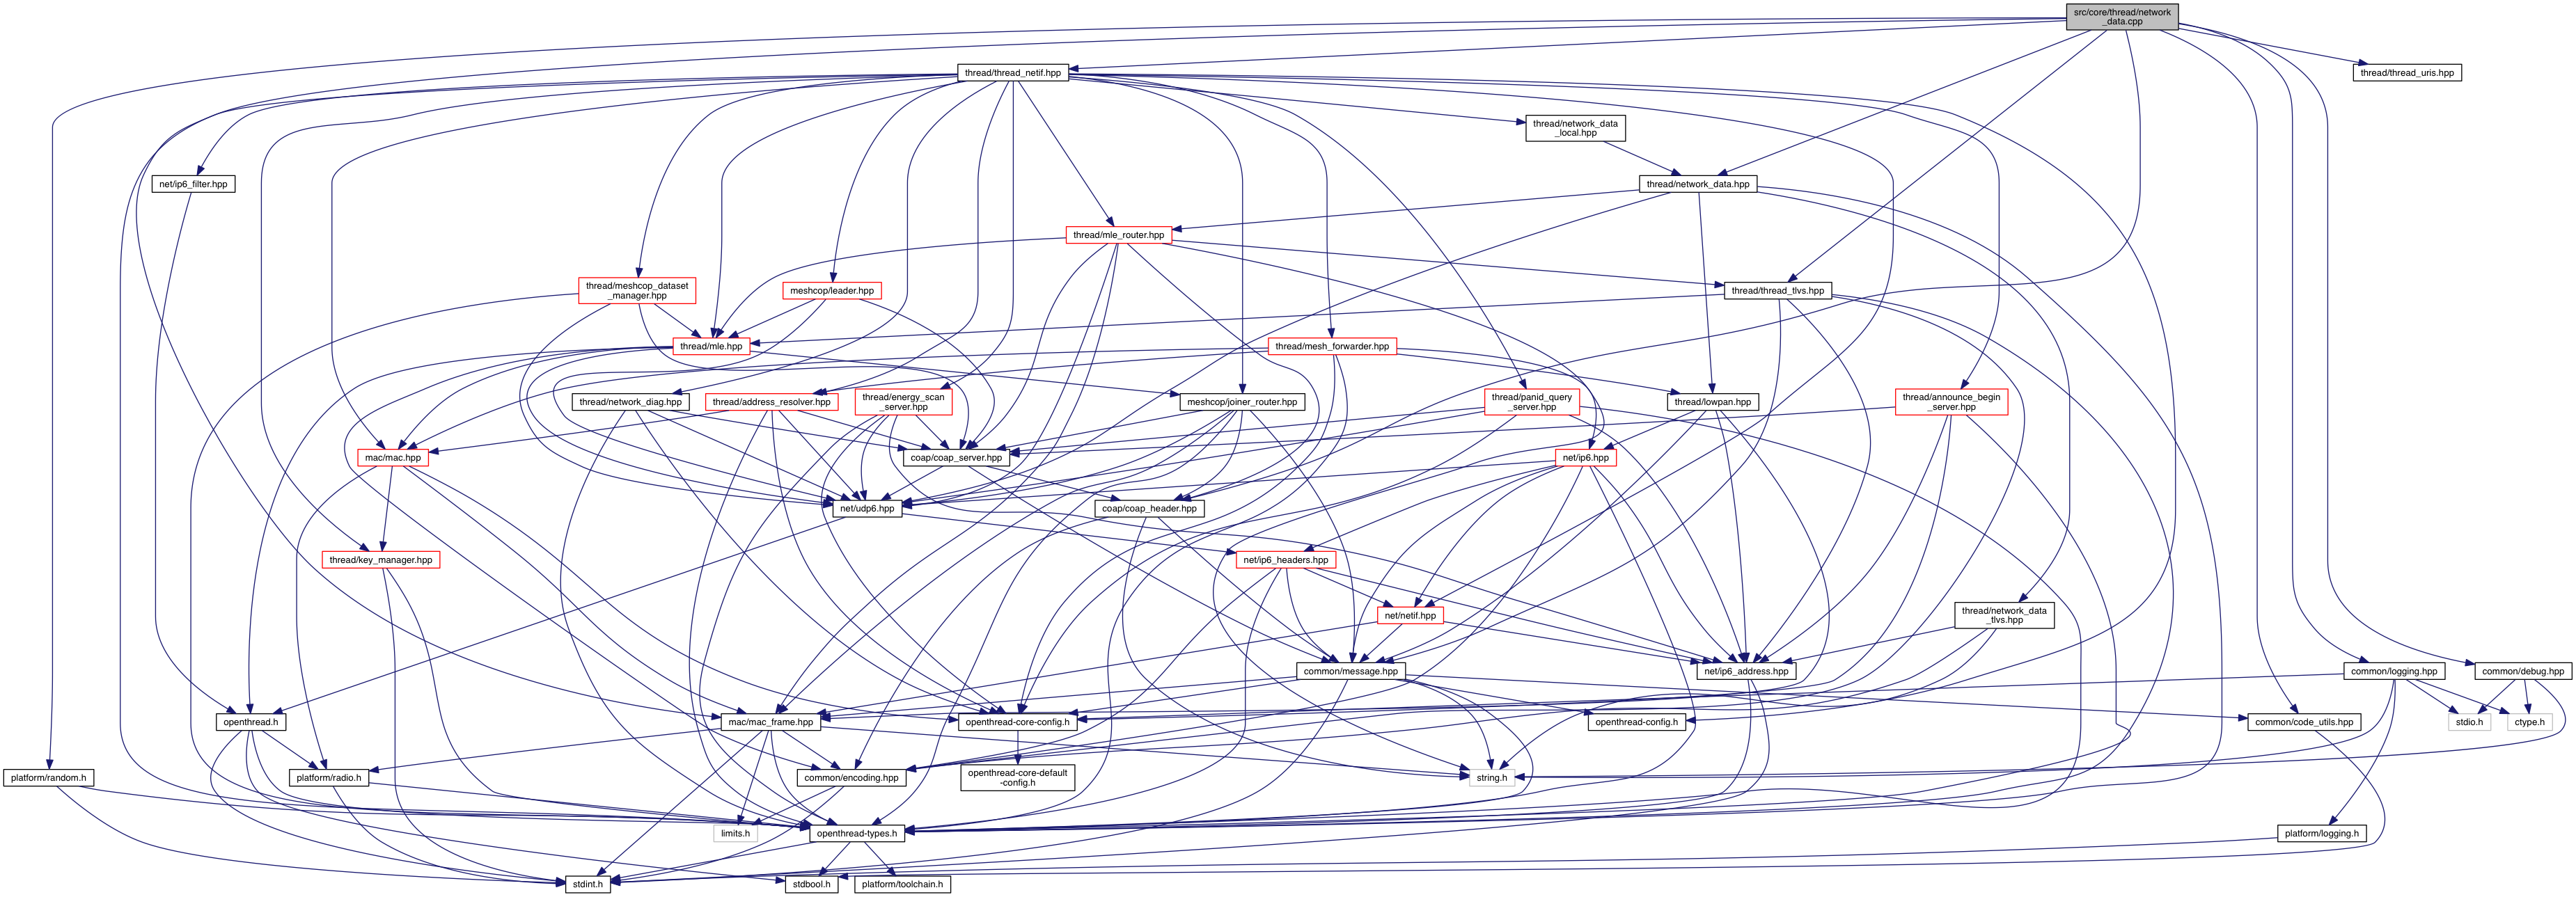 src/core/thread/network
_data.cpp
thread/thread_netif.hpp
thread/thread_uris.hpp
thread/network_data
_local.hpp
net/ip6_filter.hpp
thread/network_data.hpp
thread/mle_router.hpp
thread/meshcop_dataset
_manager.hpp
meshcop/leader.hpp
thread/thread_tlvs.hpp
thread/mle.hpp
thread/mesh_forwarder.hpp
thread/network_diag.hpp
thread/address_resolver.hpp
thread/energy_scan
_server.hpp
meshcop/joiner_router.hpp
thread/panid_query
_server.hpp
thread/lowpan.hpp
thread/announce_begin
_server.hpp
mac/mac.hpp
coap/coap_server.hpp
net/ip6.hpp
net/udp6.hpp
coap/coap_header.hpp
thread/key_manager.hpp
net/ip6_headers.hpp
net/netif.hpp
thread/network_data
_tlvs.hpp
common/message.hpp
net/ip6_address.hpp
common/logging.hpp
common/debug.hpp
openthread.h
mac/mac_frame.hpp
openthread-core-config.h
openthread-config.h
common/code_utils.hpp
stdio.h
ctype.h
platform/random.h
platform/radio.h
common/encoding.hpp
openthread-core-default
-config.h
string.h
limits.h
openthread-types.h
platform/logging.h
stdint.h
stdbool.h
platform/toolchain.h